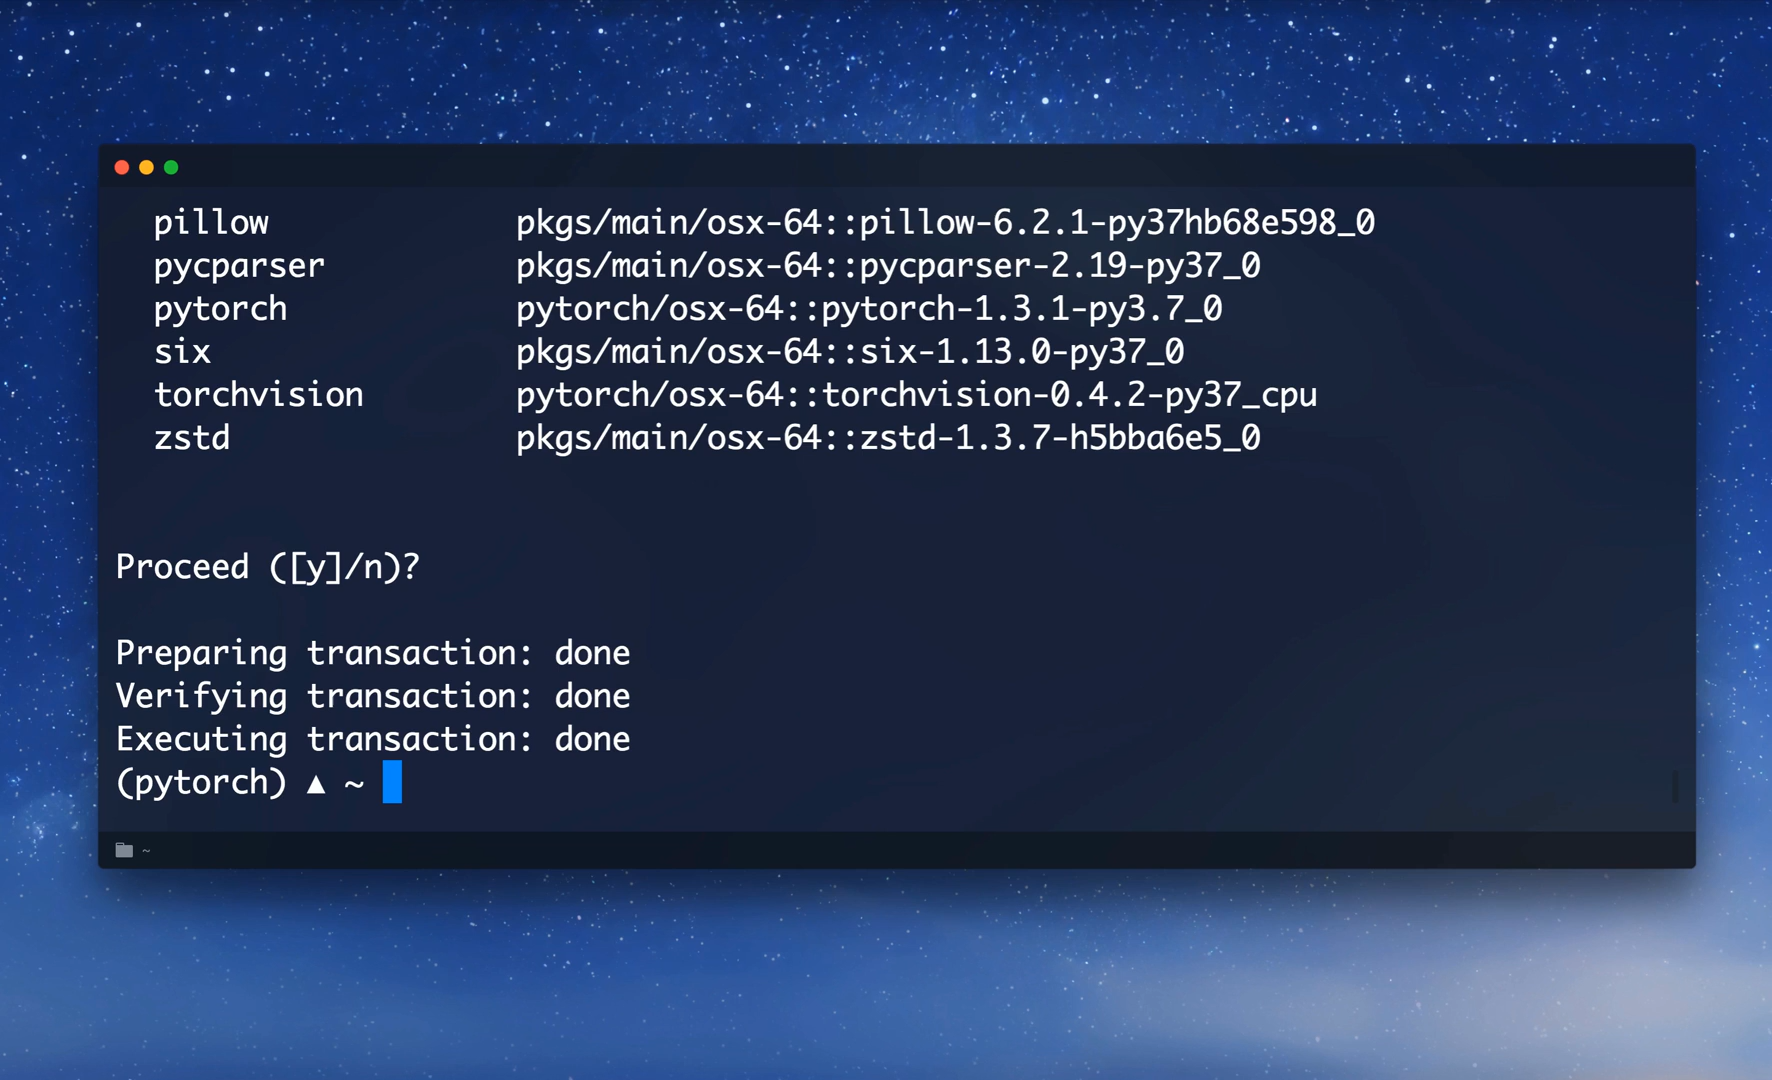 pillow pkgs/main/osx-64::pillow-6.2.1-py37hb68e598_0
pycparser pkgs/main/osx-64::pycparser-2.19-py37_0
pytorch pytorch/osx-64::pytorch-1.3.1-py3.7_0
six pkgs/main/osx-64::six-1.13.0-py37_0
torchvision pytorch/osx-64::torchvision-0.4.2-py37_cpu
zstd pkgs/main/osx-64::zstd-1.3.7-h5bba6e5_0
Proceed ([y]/n)?
Preparing transaction: done
Verifying transaction: done
Executing transaction: done
(pytorch) ▲ ~
~